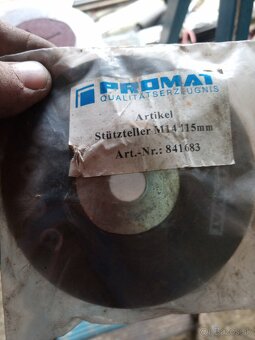 PROMAT
QUALITÄTSERZEUGNIS
Artikel
Stützteller M14 115mm
Art.-Nr.: 841683